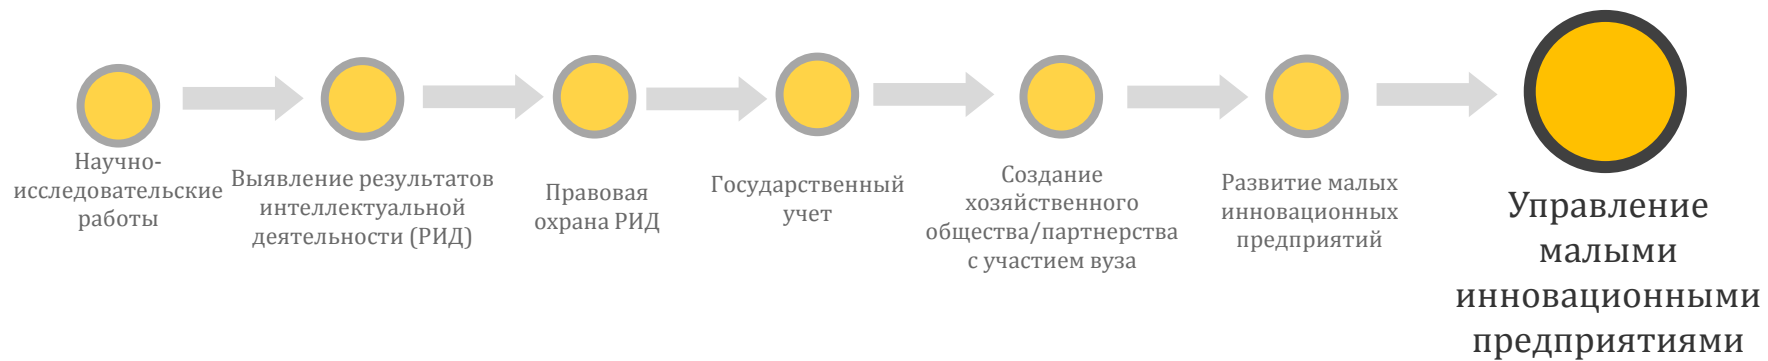 Научно-
исследовательские
работы
Выявление результатов
интеллектуальной
деятельности (РИД)
Правовая
охрана РИД
Государственный
учет
Создание
хозяйственного
общества/партнерства
с участием вуза
Развитие малых
инновационных
предприятий
Управление
малыми
инновационными
предприятиями